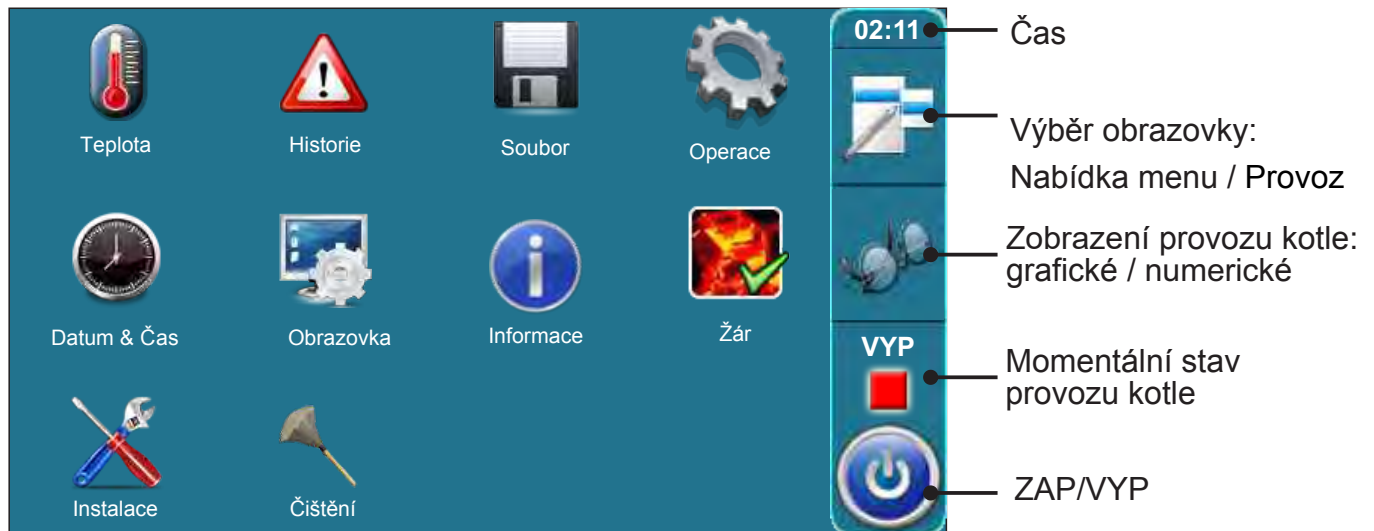 Teplota
Historie
Soubor
Operace
Datum & Čas
Obrazovka
Informace
Žár
Instalace
Čištění
02:11
VYP
Čas
Výběr obrazovky:
Nabídka menu / Provoz
Zobrazení provozu kotle:
grafické / numerické
Momentální stav
provozu kotle
ZAP/VYP